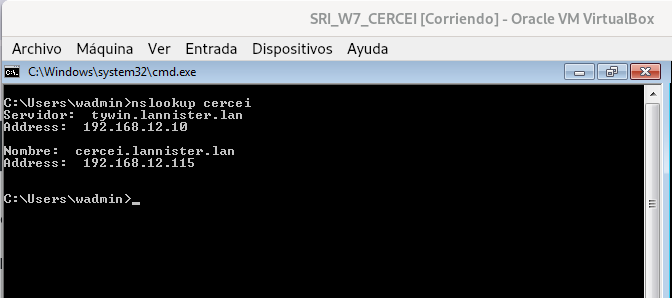 SRI_W7_CERCEI [Corriendo] - Oracle VM VirtualBox
Archivo Máquina Ver Entrada Dispositivos Ayuda
C:\Windows\system32\cmd.exe
C:\Users\wadmin>nslookup cercei
Servidor: tywin.lannister.lan
Address: 192.168.12.10
Nombre: cercei.lannister.lan
Address: 192.168.12.115
C:\Users\wadmin>_